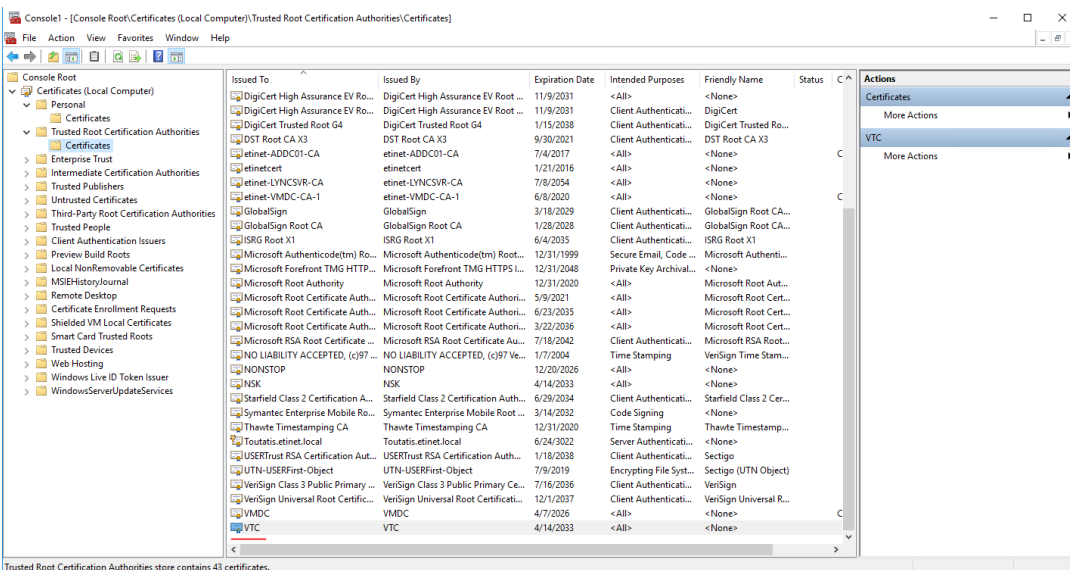 Console1 - [Console Root\Certificates (Local Computer)\Trusted Root Certification Authorities\Certificates]
File Action View Favorites Window Help
Console Root
Certificates (Local Computer)
Personal
Certificates
Trusted Root Certification Authorities
Certificates
Enterprise Trust
Intermediate Certification Authorities
Trusted Publishers
Untrusted Certificates
Third-Party Root Certification Authorities
Trusted People
Client Authentication Issuers
Preview Build Roots
Local NonRemovable Certificates
MSIEHistoryJournal
Remote Desktop
Certificate Enrollment Requests
Shielded VM Local Certificates
Smart Card Trusted Roots
Trusted Devices
Web Hosting
Windows Live ID Token Issuer
WindowsServerUpdateServices
Issued To Issued By Expiration Date Intended Purposes Friendly Name Status C
DigiCert High Assurance EV Ro... DigiCert High Assurance EV Root ... 11/9/2031 <All> <None>
DigiCert High Assurance EV Ro... DigiCert High Assurance EV Root ... 11/9/2031 Client Authenticati... DigiCert
DigiCert Trusted Root G4 DigiCert Trusted Root G4 1/15/2038 Client Authenticati... DigiCert Trusted Ro...
DST Root CA X3 DST Root CA X3 9/30/2021 Client Authenticati... DST Root CA X3
etinet-ADDC01-CA etinet-ADDC01-CA 7/4/2017 <All> <None> C
etinetcert etinetcert 1/21/2016 <All> <None>
etinet-LYNCSVR-CA etinet-LYNCSVR-CA 7/8/2054 <All> <None>
etinet-VMDC-CA-1 etinet-VMDC-CA-1 6/8/2020 <All> <None> C
GlobalSign GlobalSign 3/18/2029 Client Authenticati... GlobalSign Root CA...
GlobalSign Root CA GlobalSign Root CA 1/28/2028 Client Authenticati... GlobalSign Root CA...
ISRG Root X1 ISRG Root X1 6/4/2035 Client Authenticati... ISRG Root X1
Microsoft Authenticode(tm) Ro... Microsoft Authenticode(tm) Root... 12/31/1999 Secure Email, Code ... Microsoft Authenti...
Microsoft Forefront TMG HTTP... Microsoft Forefront TMG HTTPS I... 12/31/2048 Private Key Archival... <None>
Microsoft Root Authority Microsoft Root Authority 12/31/2020 <All> Microsoft Root Aut...
Microsoft Root Certificate Auth... Microsoft Root Certificate Authori... 5/9/2021 <All> Microsoft Root Cert...
Microsoft Root Certificate Auth... Microsoft Root Certificate Authori... 6/23/2035 <All> Microsoft Root Cert...
Microsoft Root Certificate Auth... Microsoft Root Certificate Authori... 3/22/2036 <All> Microsoft Root Cert...
Microsoft RSA Root Certificate ... Microsoft RSA Root Certificate Au... 7/18/2042 Client Authenticati... Microsoft RSA Root...
NO LIABILITY ACCEPTED, (c)97 ... NO LIABILITY ACCEPTED, (c)97 Ve... 1/7/2004 Time Stamping VeriSign Time Stam...
NONSTOP NONSTOP 12/20/2026 <All> <None>
NSK NSK 4/14/2033 <All> <None>
Starfield Class 2 Certification A... Starfield Class 2 Certification Auth... 6/29/2034 Client Authenticati... Starfield Class 2 Cer...
Symantec Enterprise Mobile Ro... Symantec Enterprise Mobile Root ... 3/14/2032 Code Signing <None>
Thawte Timestamping CA Thawte Timestamping CA 12/31/2020 Time Stamping Thawte Timestamp...
Toutatis.etinet.local Toutatis.etinet.local 6/24/3022 Server Authenticati... <None>
USERTrust RSA Certification Aut... USERTrust RSA Certification Auth... 1/18/2038 Client Authenticati... Sectigo
UTN-USERFirst-Object UTN-USERFirst-Object 7/9/2019 Encrypting File Syst... Sectigo (UTN Object)
VeriSign Class 3 Public Primary ... VeriSign Class 3 Public Primary Ce... 7/16/2036 Client Authenticati... VeriSign
VeriSign Universal Root Certific... VeriSign Universal Root Certificati... 12/1/2037 Client Authenticati... VeriSign Universal R...
VMDC VMDC 4/7/2026 <All> <None> C
VTC VTC 4/14/2033 <All> <None>
Actions
Certificates
More Actions
VTC
More Actions
Trusted Root Certification Authorities store contains 43 certificates.